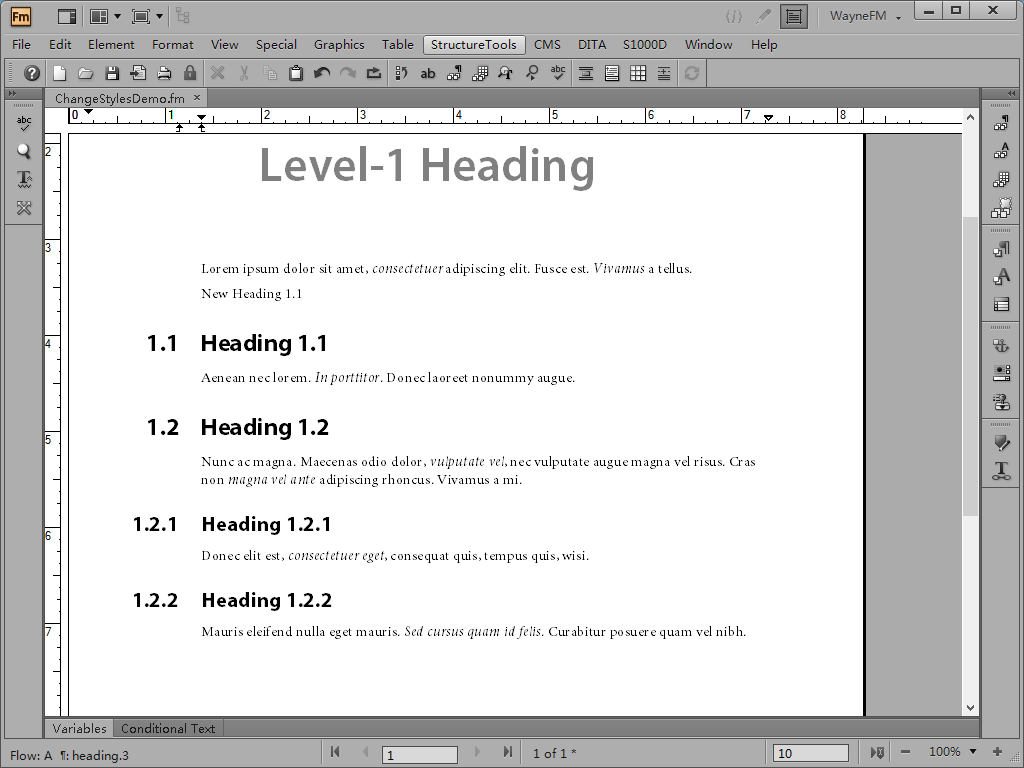 Fm
WayneFM
File Edit Element Format View Special Graphics Table StructureTools CMS DITA S1000D Window Help
ab abc
ChangeStylesDemo.fm ×
0 1 2 3 4 5 6 7 8
abc
2
Level-1 Heading
3
Lorem ipsum dolor sit amet, consectetuer adipiscing elit. Fusce est. Vivamus a tellus.
New Heading 1.1
4
1.1 Heading 1.1
Aenean nec lorem. In porttitor. Donec laoreet nonummy augue.
5
1.2 Heading 1.2
Nunc ac magna. Maecenas odio dolor, vulputate vel, nec vulputate augue magna vel risus. Cras
non magna vel ante adipiscing rhoncus. Vivamus a mi.
6
1.2.1 Heading 1.2.1
Donec elit est, consectetuer eget, consequat quis, tempus quis, wisi.
1.2.2 Heading 1.2.2
7
Mauris eleifend nulla eget mauris. Sed cursus quam id felis. Curabitur posuere quam vel nibh.
Variables Conditional Text
Flow: A ¶: heading.3 1 1 of 1 * 10 100%